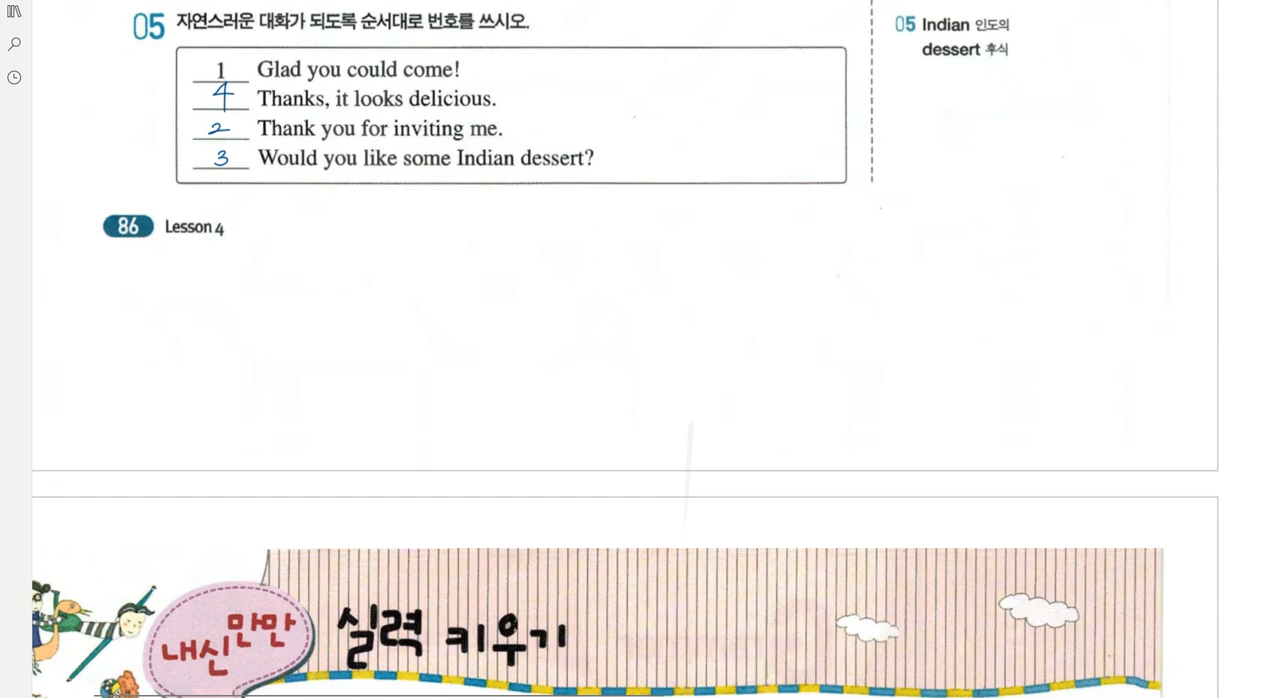 05 자연스러운 대화가 되도록 순서대로 번호를 쓰시오.
1 Glad you could come!
4 Thanks, it looks delicious.
2 Thank you for inviting me.
3 Would you like some Indian dessert?
05 Indian 인도의
dessert 후식
86 Lesson 4
내신만만 실력 키우기